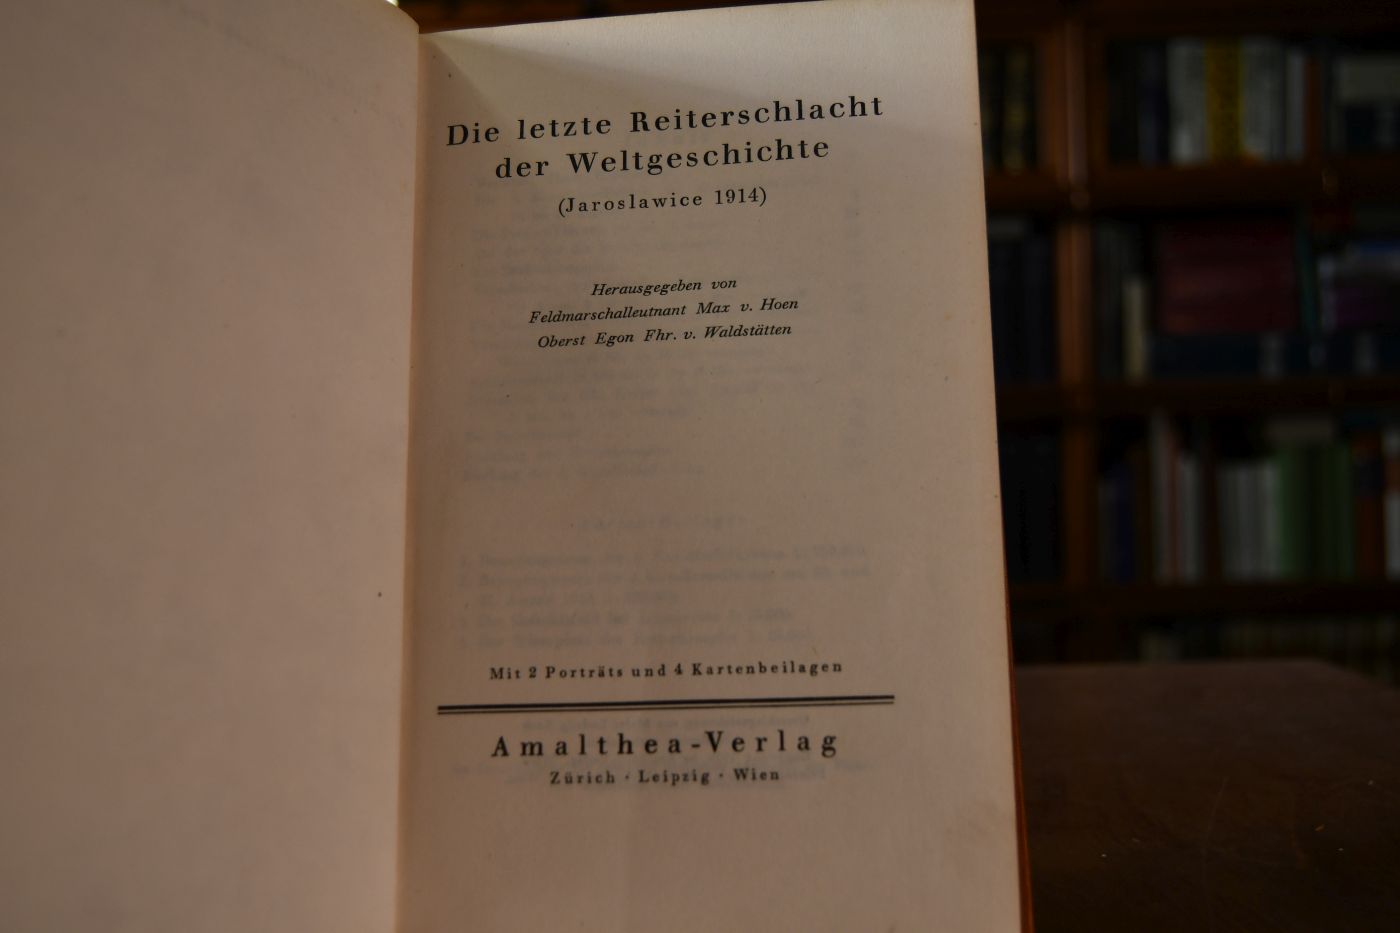 Die letzte Reiterschlacht
der Weltgeschichte
(Jaroslawice 1914)
Herausgegeben von
Feldmarschalleutnant Max v. Hoen
Oberst Egon Fhr. v. Waldstätten
Mit 2 Porträts und 4 Kartenbeilagen
Amalthea-Verlag
Zürich · Leipzig · Wien